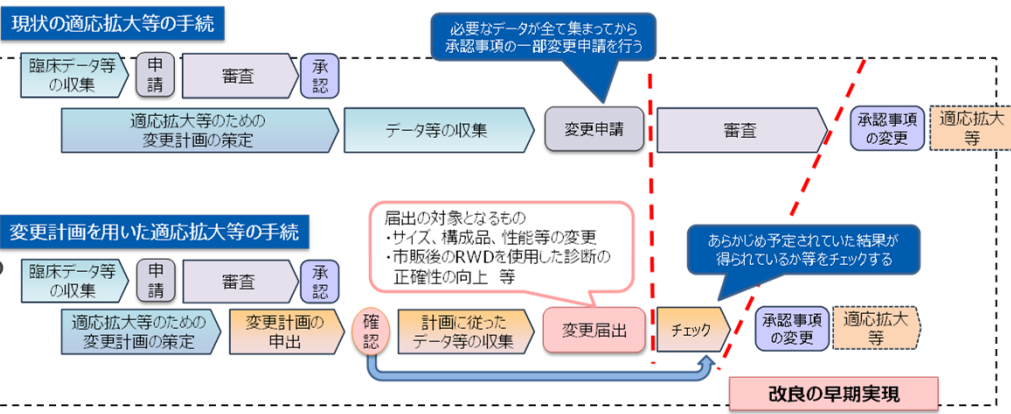 現状の適応拡大等の手続
必要なデータが全て集まってから
承認事項の一部変更申請を行う
臨床データ等
の収集
申
請
審査
承
認
適応拡大等のための
変更計画の策定
データ等の収集
変更申請
審査
承認事項
の変更
適応拡大
等
変更計画を用いた適応拡大等の手続
届出の対象となるもの
・サイズ、構成品、性能等の変更
・市販後のRWDを使用した診断の
正確性の向上 等
あらかじめ予定されていた結果が
得られているか等をチェックする
臨床データ等
の収集
申
請
審査
承
認
適応拡大等のための
変更計画の策定
変更計画の
申出
確
認
計画に従った
データ等の収集
変更届出
チェック
承認事項
の変更
適応拡大
等
改良の早期実現